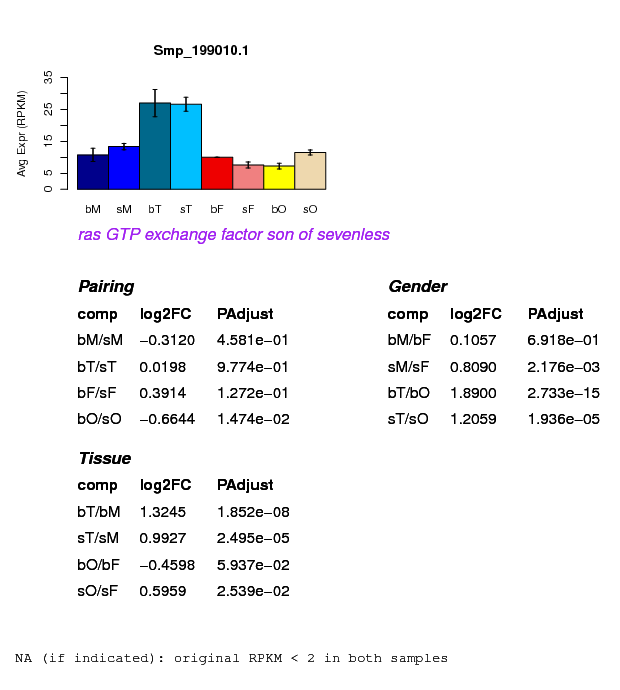 Smp_199010.1
Avg Expr (RPKM)
35
25
15
5
0
bM sM bT sT bF sF bO sO
ras GTP exchange factor son of sevenless
Pairing
comp log2FC PAdjust
bM/sM −0.3120 4.581e−01
bT/sT 0.0198 9.774e−01
bF/sF 0.3914 1.272e−01
bO/sO −0.6644 1.474e−02
Gender
comp log2FC PAdjust
bM/bF 0.1057 6.918e−01
sM/sF 0.8090 2.176e−03
bT/bO 1.8900 2.733e−15
sT/sO 1.2059 1.936e−05
Tissue
comp log2FC PAdjust
bT/bM 1.3245 1.852e−08
sT/sM 0.9927 2.495e−05
bO/bF −0.4598 5.937e−02
sO/sF 0.5959 2.539e−02
NA (if indicated): original RPKM < 2 in both samples